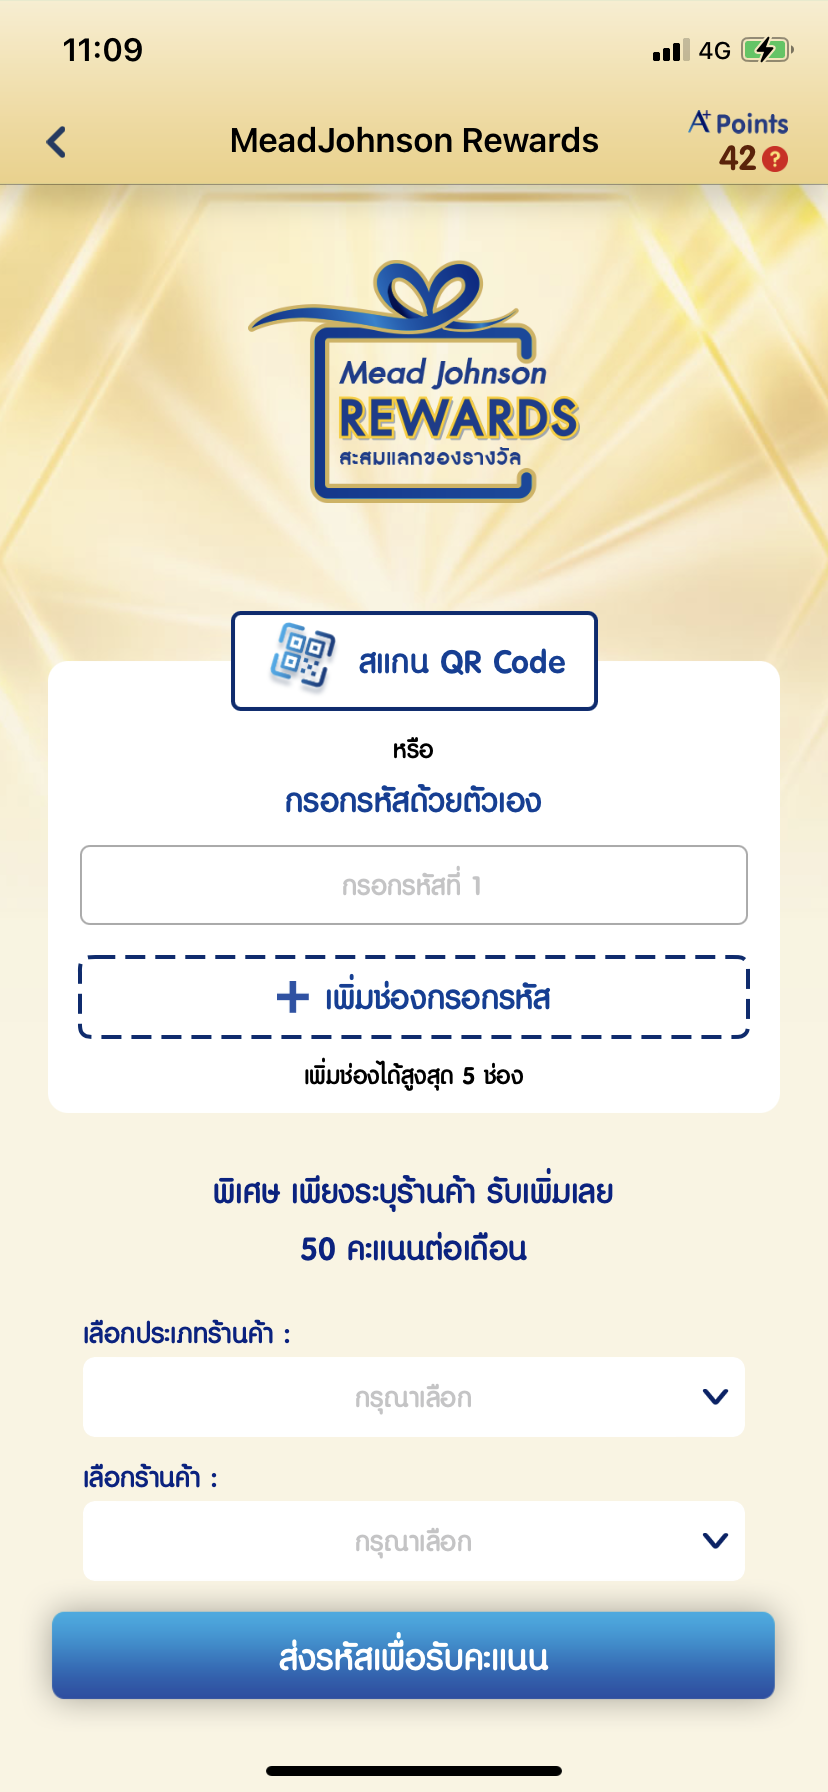 11:09
4G
MeadJohnson Rewards
A+ Points
42 ?
Mead Johnson
REWARDS
สะสมแลกของรางวัล
สแกน QR Code
หรือ
กรอกรหัสด้วยตัวเอง
กรอกรหัสที่ 1
+ เพิ่มช่องกรอกรหัส
เพิ่มช่องได้สูงสุด 5 ช่อง
พิเศษ เพียงระบุร้านค้า รับเพิ่มเลย
50 คะแนนต่อเดือน
เลือกประเภทร้านค้า :
กรุณาเลือก
เลือกร้านค้า :
กรุณาเลือก
ส่งรหัสเพื่อรับคะแนน